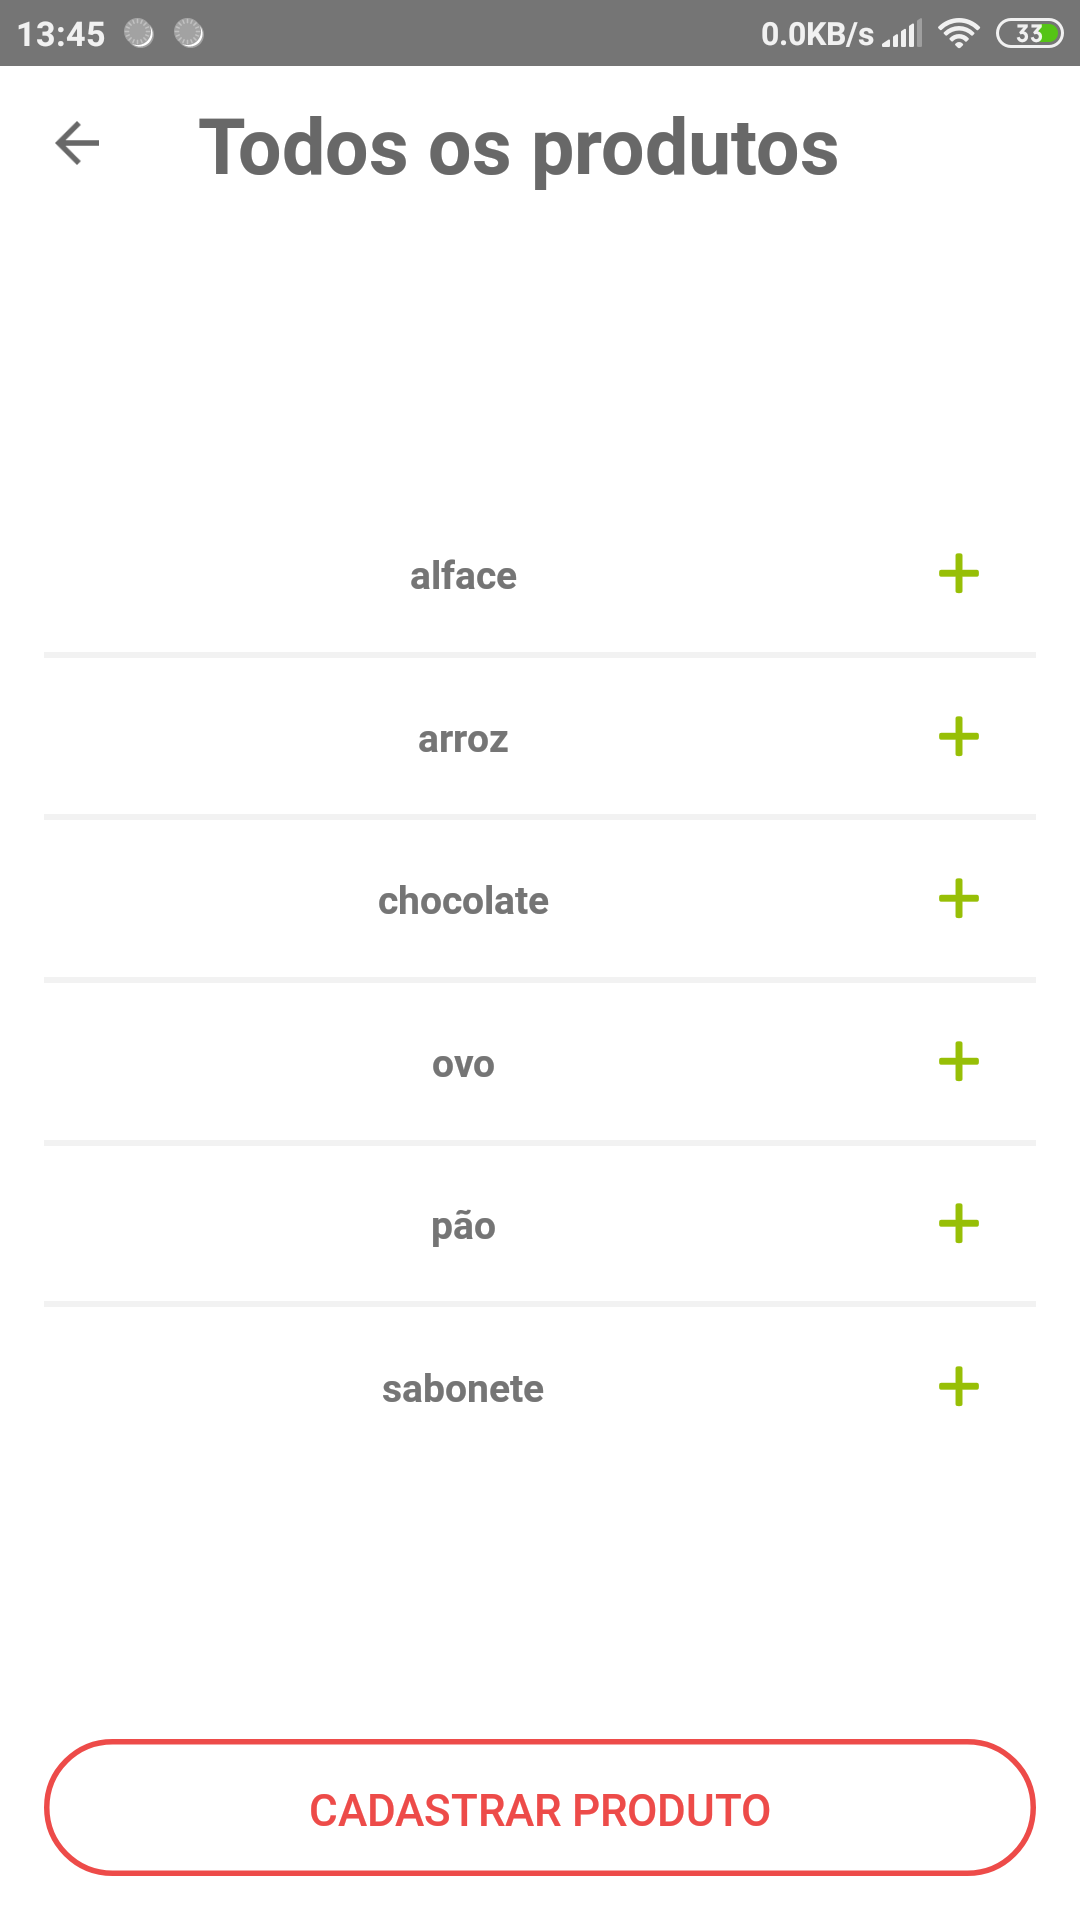 13:45 0.0KB/s 33
Todos os produtos
alface
arroz
chocolate
ovo
pão
sabonete
CADASTRAR PRODUTO